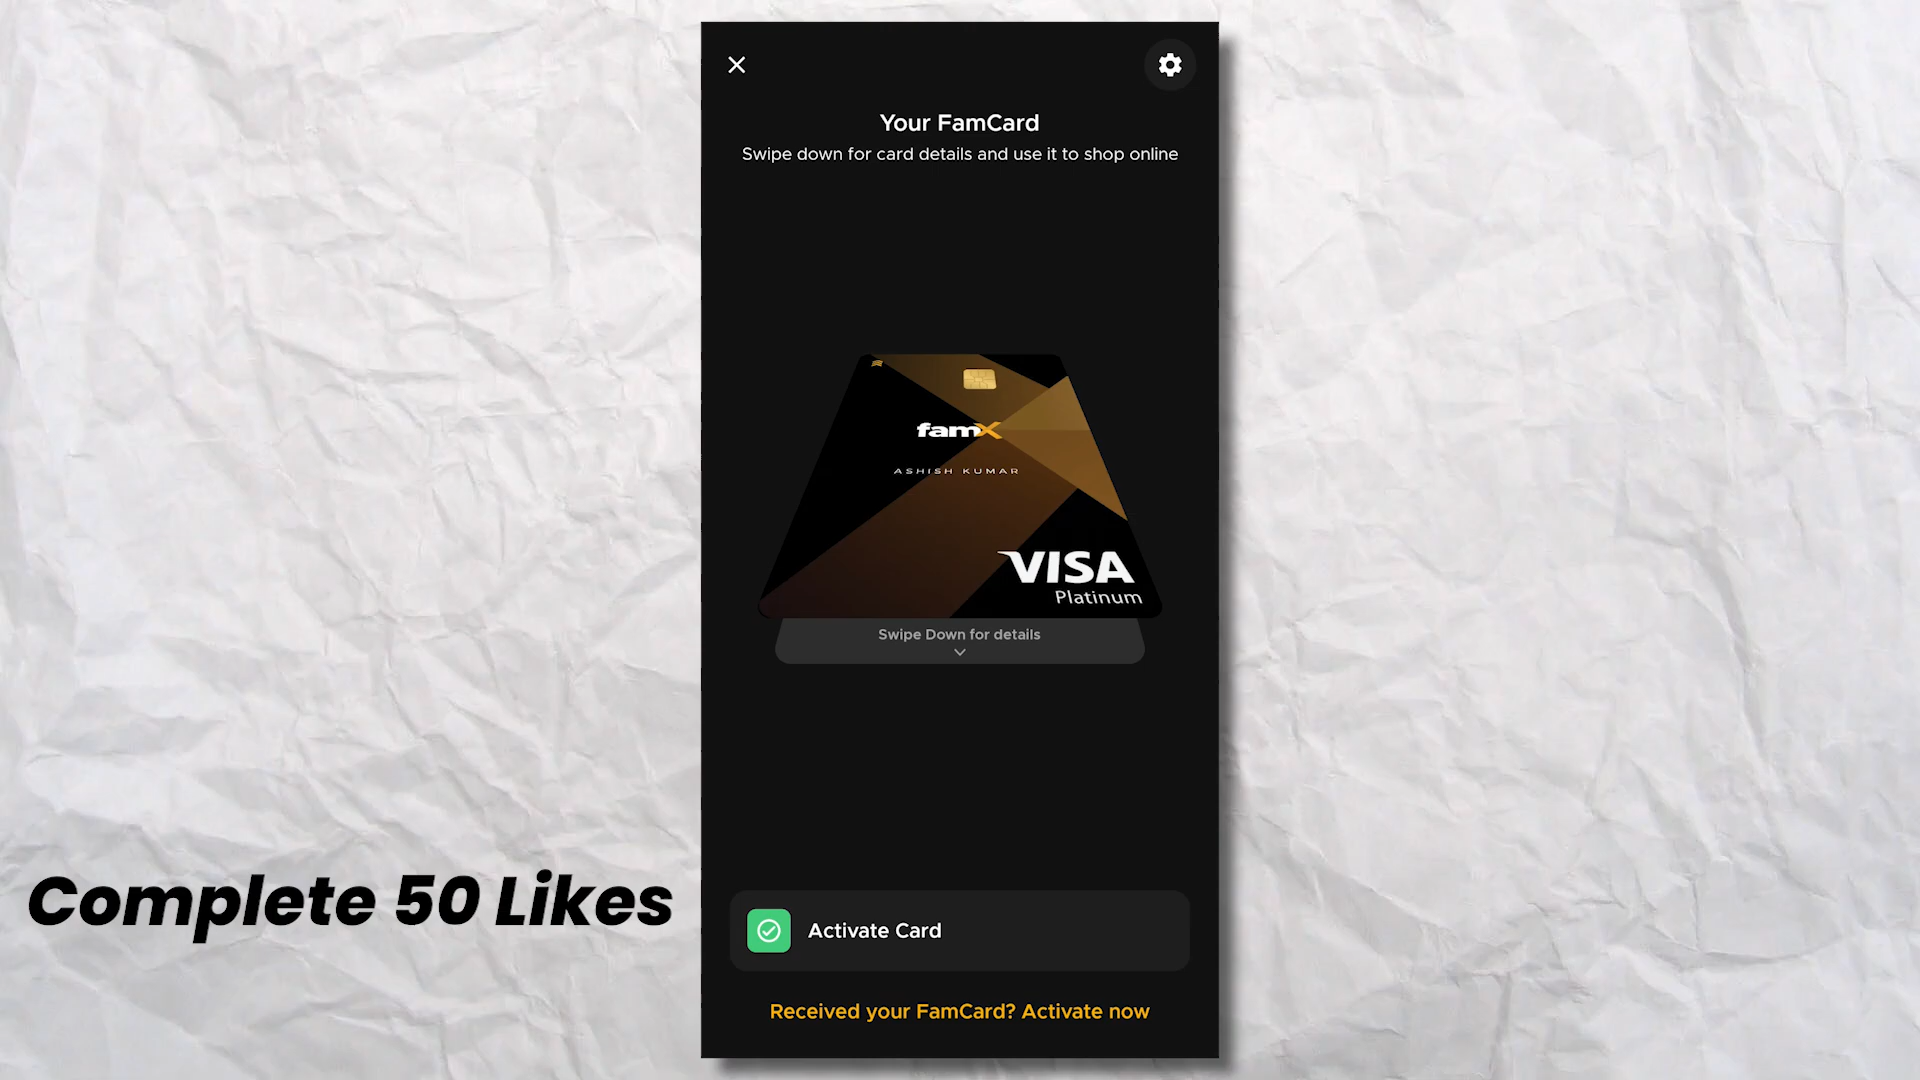 Your FamCard
Swipe down for card details and use it to shop online
famX
ASHISH KUMAR
VISA
Platinum
Swipe Down for details
Complete 50 Likes
Activate Card
Received your FamCard? Activate now